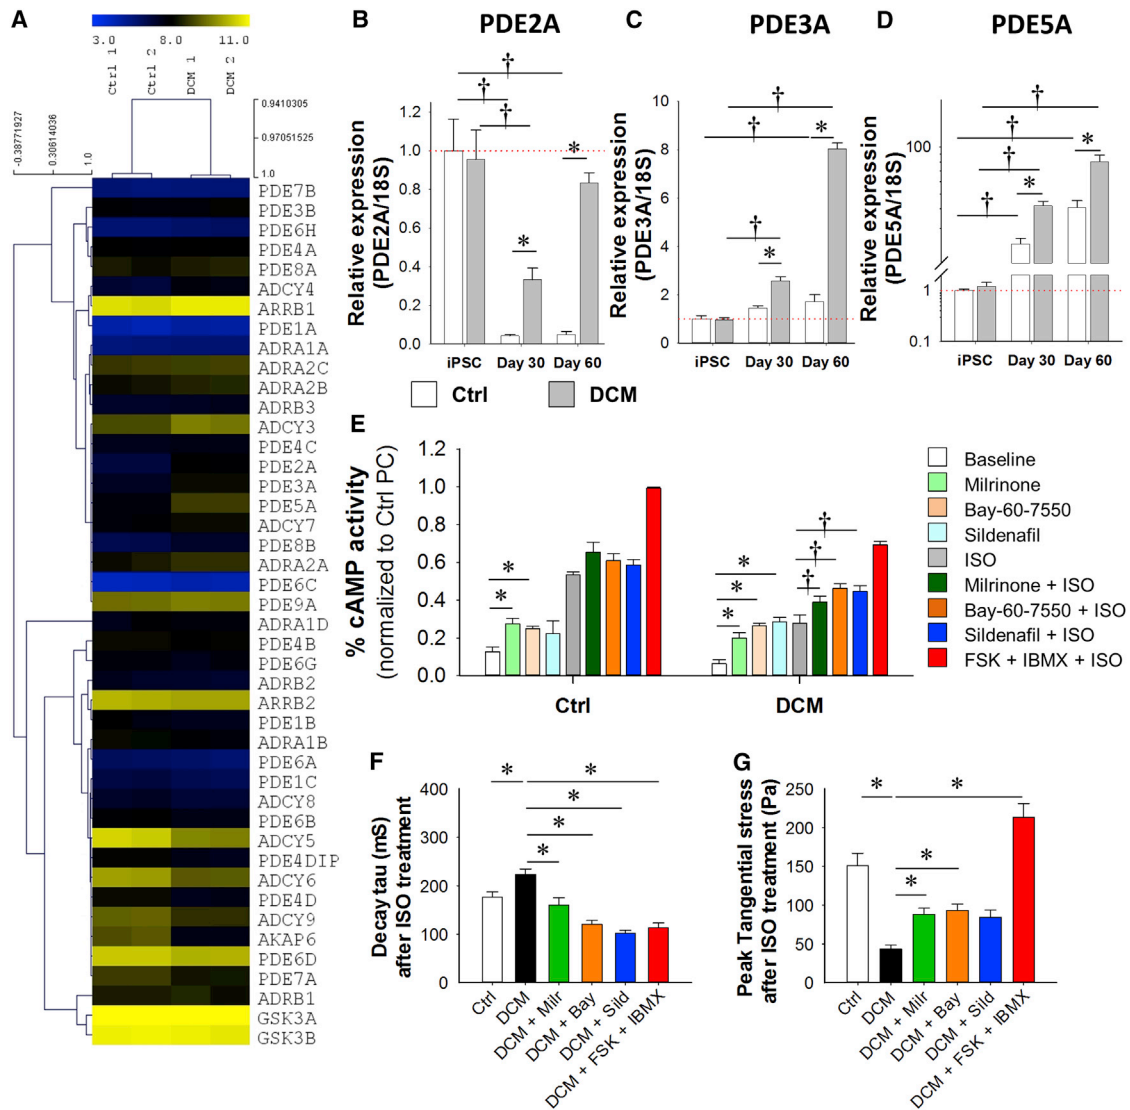 A
3.0 8.0 11.0
Ctrl 1
Ctrl 2
DCM 1
DCM 2
-0.38771927
0.30614036
1.0
0.9410305
0.97051525
1.0
PDE7B
PDE3B
PDE6H
PDE4A
PDE8A
ADCY4
ARRB1
PDE1A
ADRA1A
ADRA2C
ADRA2B
ADRB3
ADCY3
PDE4C
PDE2A
PDE3A
PDE5A
ADCY7
PDE8B
ADRA2A
PDE6C
PDE9A
ADRA1D
PDE4B
PDE6G
ADRB2
ARRB2
PDE1B
ADRA1B
PDE6A
PDE1C
ADCY8
PDE6B
ADCY5
PDE4DIP
ADCY6
PDE4D
ADCY9
AKAP6
PDE6D
PDE7A
ADRB1
GSK3A
GSK3B
B
PDE2A
Relative expression
(PDE2A/18S)
1.2
1.0
0.8
0.6
0.4
0.2
0.0
† † † * *
iPSC Day 30 Day 60
C
PDE3A
Relative expression
(PDE3A/18S)
10
8
6
4
2
0
† † † * *
iPSC Day 30 Day 60
D
PDE5A
Relative expression
(PDE5A/18S)
100
1
0.1
† † † † * *
iPSC Day 30 Day 60
Ctrl DCM
E
% cAMP activity
(normalized to Ctrl PC)
1.2
1.0
0.8
0.6
0.4
0.2
0.0
* *
* * * † † †
Ctrl DCM
Baseline
Milrinone
Bay-60-7550
Sildenafil
ISO
Milrinone + ISO
Bay-60-7550 + ISO
Sildenafil + ISO
FSK + IBMX + ISO
F
Decay tau (mS)
after ISO treatment
400
300
200
100
0
* * * * *
Ctrl
DCM
DCM + Milr
DCM + Bay
DCM + Sild
DCM + FSK + IBMX
G
Peak Tangential stress
after ISO treatment (Pa)
250
200
150
100
50
0
* * * *
Ctrl
DCM
DCM + Milr
DCM + Bay
DCM + Sild
DCM + FSK + IBMX